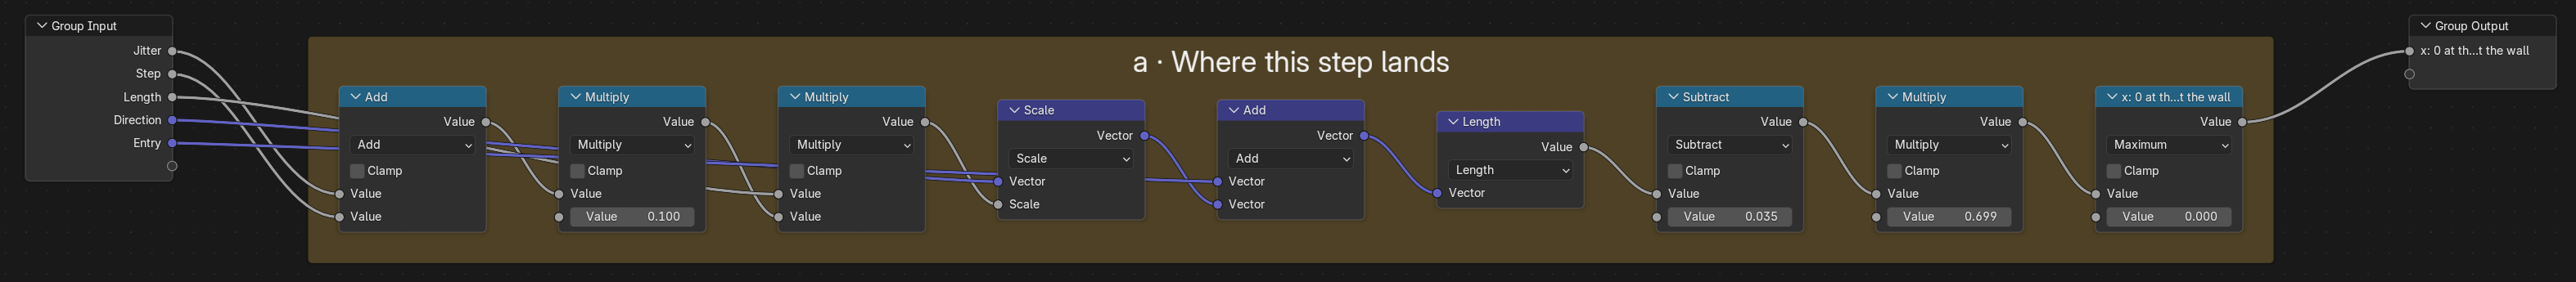 Group Input
Jitter
Step
Length
Direction
Entry
a · Where this step lands
Add
Value
Add
Clamp
Value
Value
Multiply
Value
Multiply
Clamp
Value
Value 0.100
Multiply
Value
Multiply
Clamp
Value
Value
Scale
Vector
Scale
Vector
Scale
Add
Vector
Add
Vector
Vector
Length
Value
Length
Vector
Subtract
Value
Subtract
Clamp
Value
Value 0.035
Multiply
Value
Multiply
Clamp
Value
Value 0.699
x: 0 at th...t the wall
Value
Maximum
Clamp
Value
Value 0.000
Group Output
x: 0 at th...t the wall